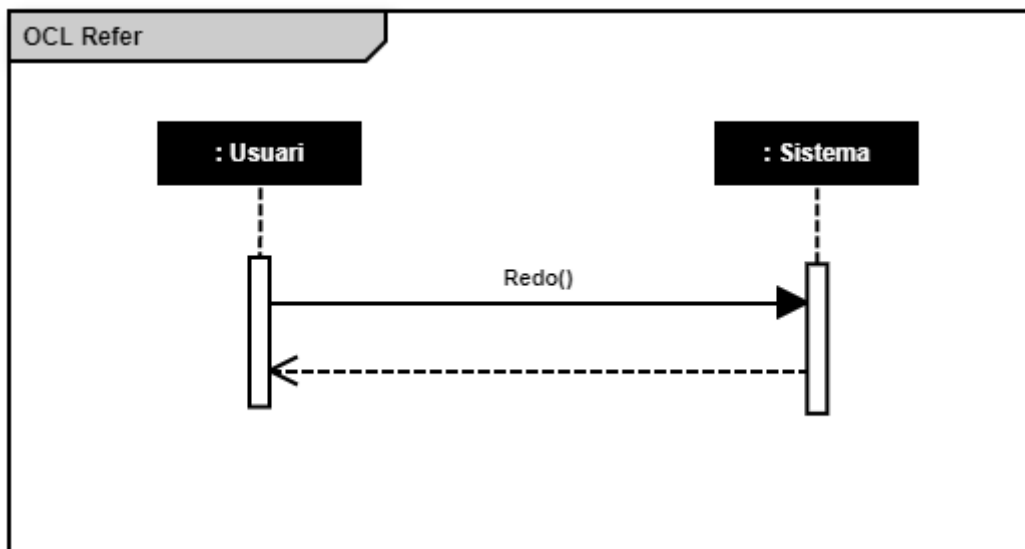 OCL Refer
: Usuari
: Sistema
Redo()